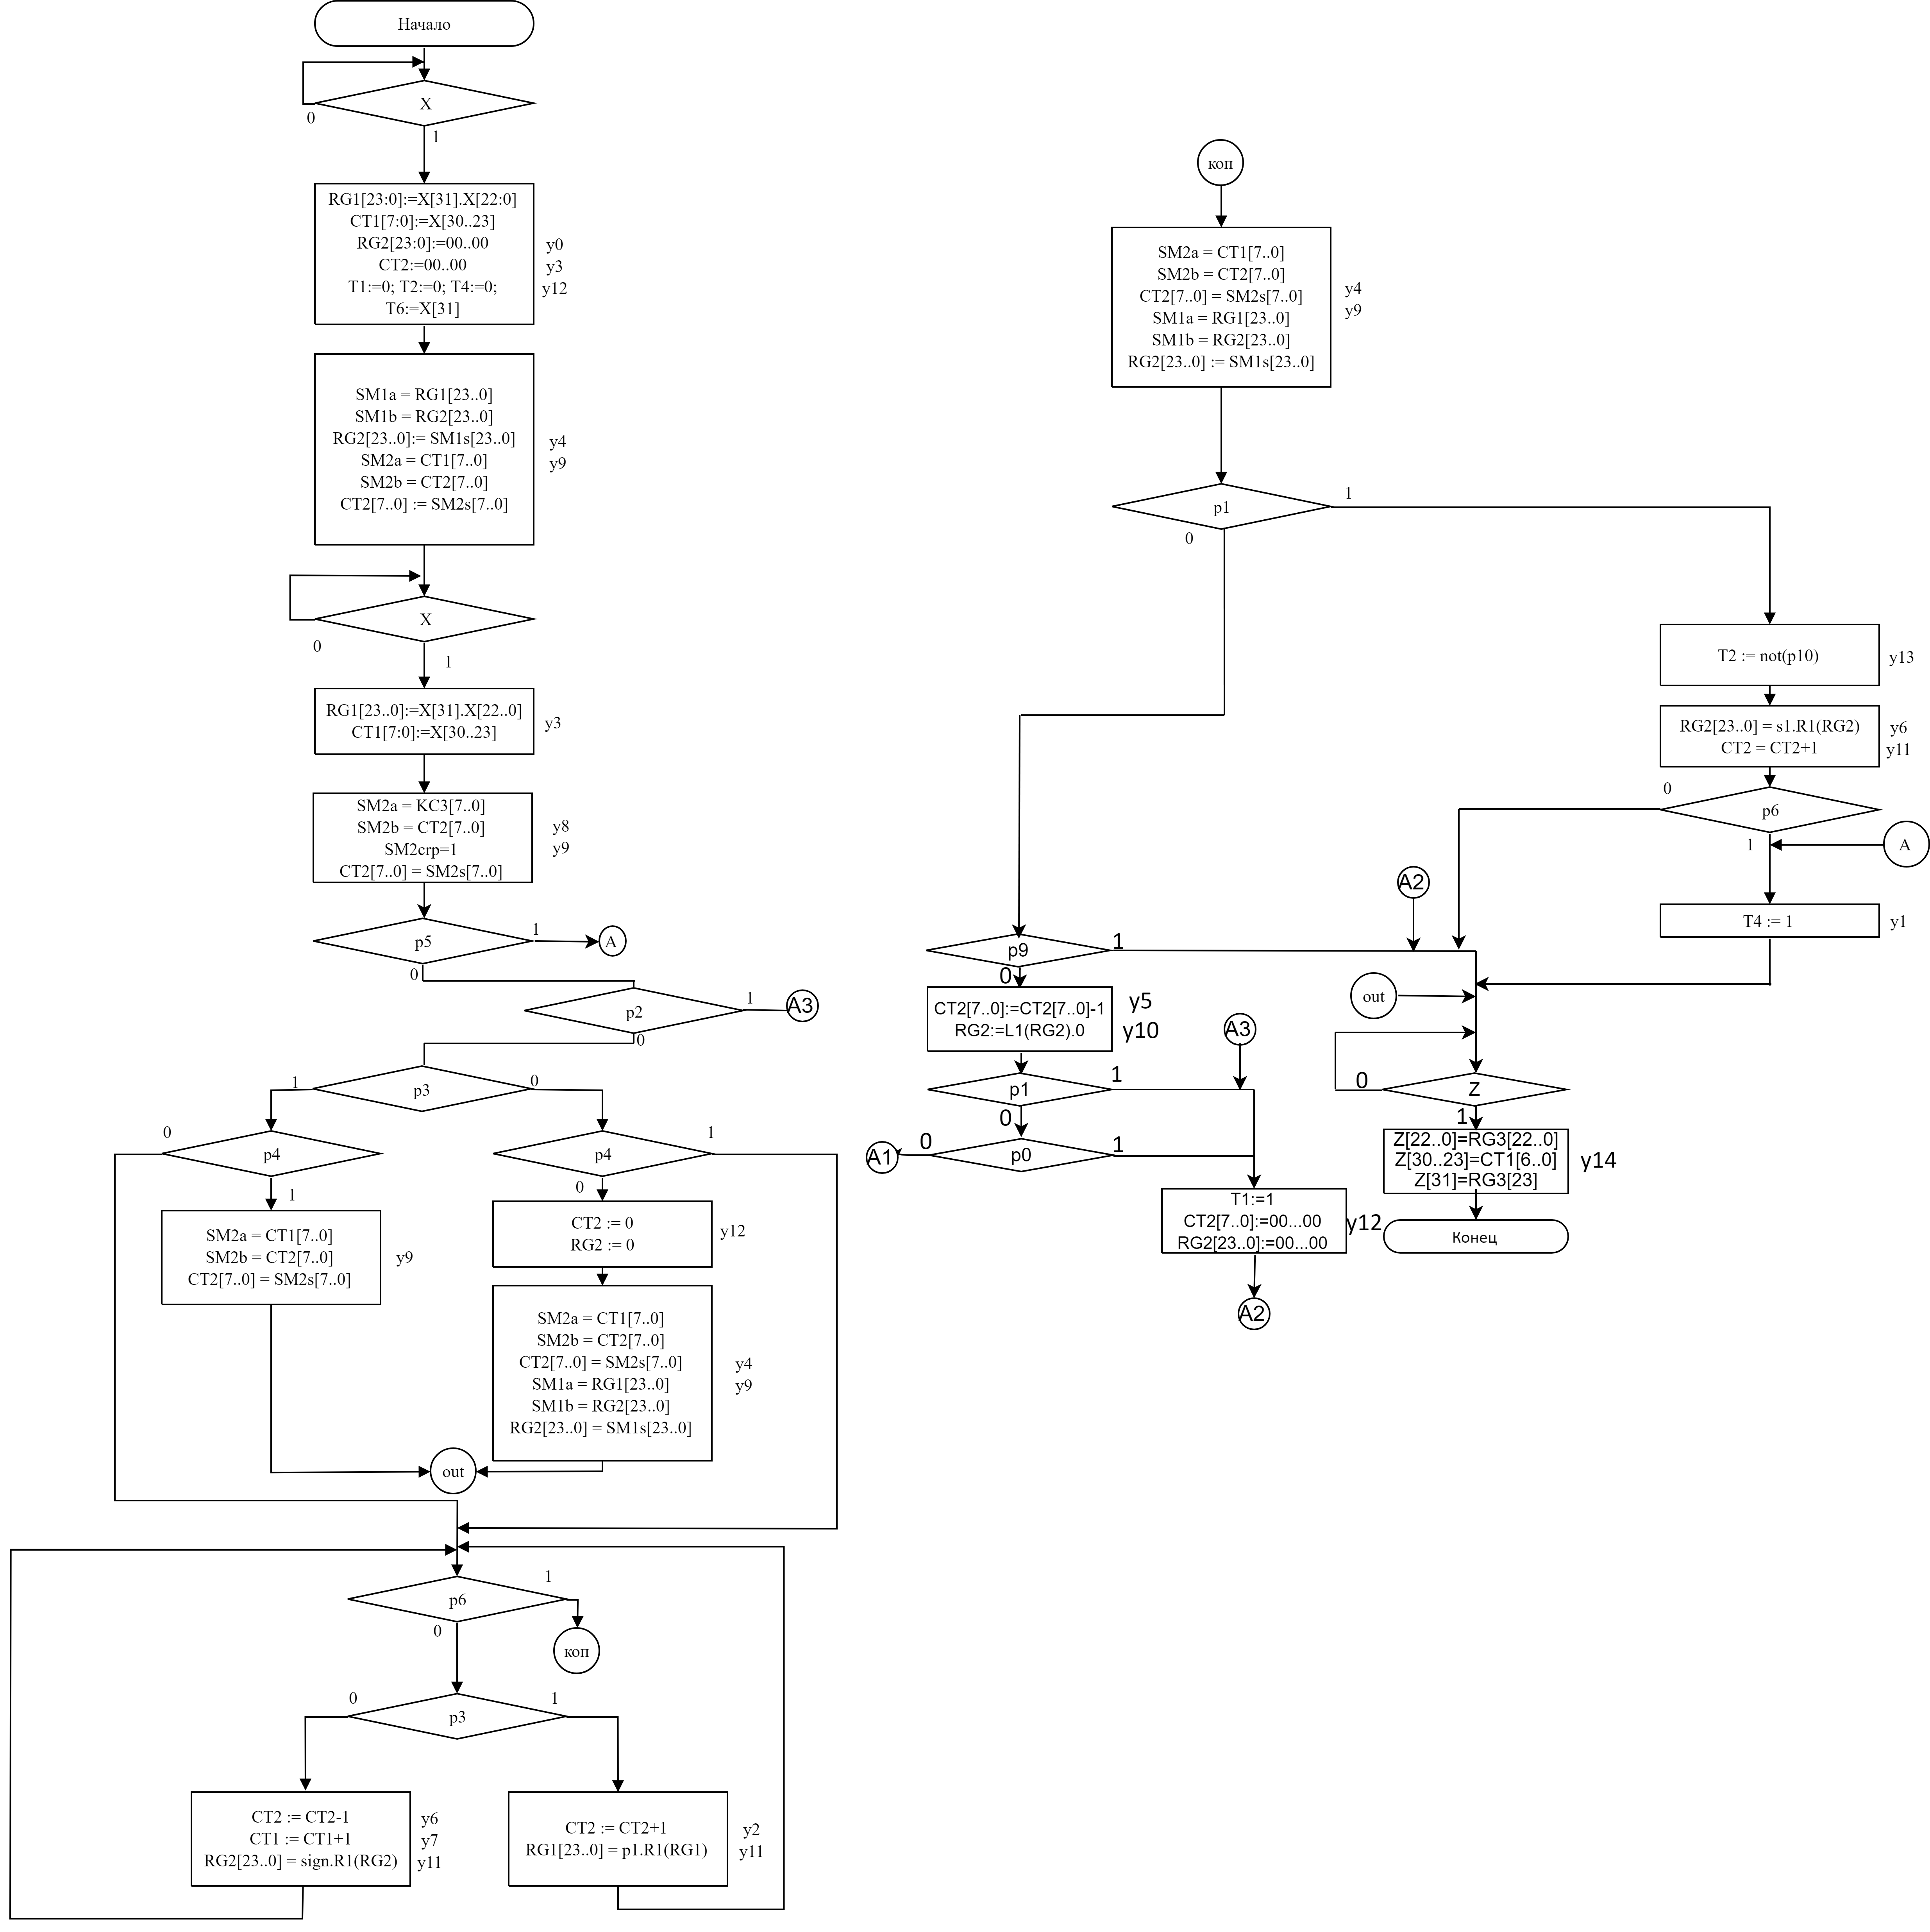 Начало
X
0
1
RG1[23:0]:=X[31].X[22:0]
CT1[7:0]:=X[30..23]
RG2[23:0]:=00..00
CT2:=00..00
T1:=0; T2:=0; T4:=0;
T6:=X[31]
y0
y3
y12
SM1a = RG1[23..0]
SM1b = RG2[23..0]
RG2[23..0]:= SM1s[23..0]
SM2a = CT1[7..0]
SM2b = CT2[7..0]
CT2[7..0] := SM2s[7..0]
y4
y9
X
0
1
RG1[23..0]:=X[31].X[22..0]
CT1[7:0]:=X[30..23]
y3
SM2a = KC3[7..0]
SM2b = CT2[7..0]
SM2crp=1
CT2[7..0] = SM2s[7..0]
y8
y9
p5
1
A
0
p2
1
A3
0
p3
1
0
p4
0
1
SM2a = CT1[7..0]
SM2b = CT2[7..0]
CT2[7..0] = SM2s[7..0]
y9
p4
1
0
CT2 := 0
RG2 := 0
y12
SM2a = CT1[7..0]
SM2b = CT2[7..0]
CT2[7..0] = SM2s[7..0]
SM1a = RG1[23..0]
SM1b = RG2[23..0]
RG2[23..0] = SM1s[23..0]
y4
y9
out
p6
1
0
коп
p3
0
1
CT2 := CT2-1
CT1 := CT1+1
RG2[23..0] = sign.R1(RG2)
y6
y7
y11
CT2 := CT2+1
RG1[23..0] = p1.R1(RG1)
y2
y11
коп
SM2a = CT1[7..0]
SM2b = CT2[7..0]
CT2[7..0] = SM2s[7..0]
SM1a = RG1[23..0]
SM1b = RG2[23..0]
RG2[23..0] := SM1s[23..0]
y4
y9
p1
1
0
T2 := not(p10)
y13
RG2[23..0] = s1.R1(RG2)
CT2 = CT2+1
y6
y11
p6
0
1
A
T4 := 1
y1
A2
p9
1
0
CT2[7..0]:=CT2[7..0]-1
RG2:=L1(RG2).0
y5
y10
out
A3
p1
1
0
p0
0
1
A1
T1:=1
CT2[7..0]:=00...00
RG2[23..0]:=00...00
y12
A2
Z
0
1
Z[22..0]=RG3[22..0]
Z[30..23]=CT1[6..0]
Z[31]=RG3[23]
y14
Конец